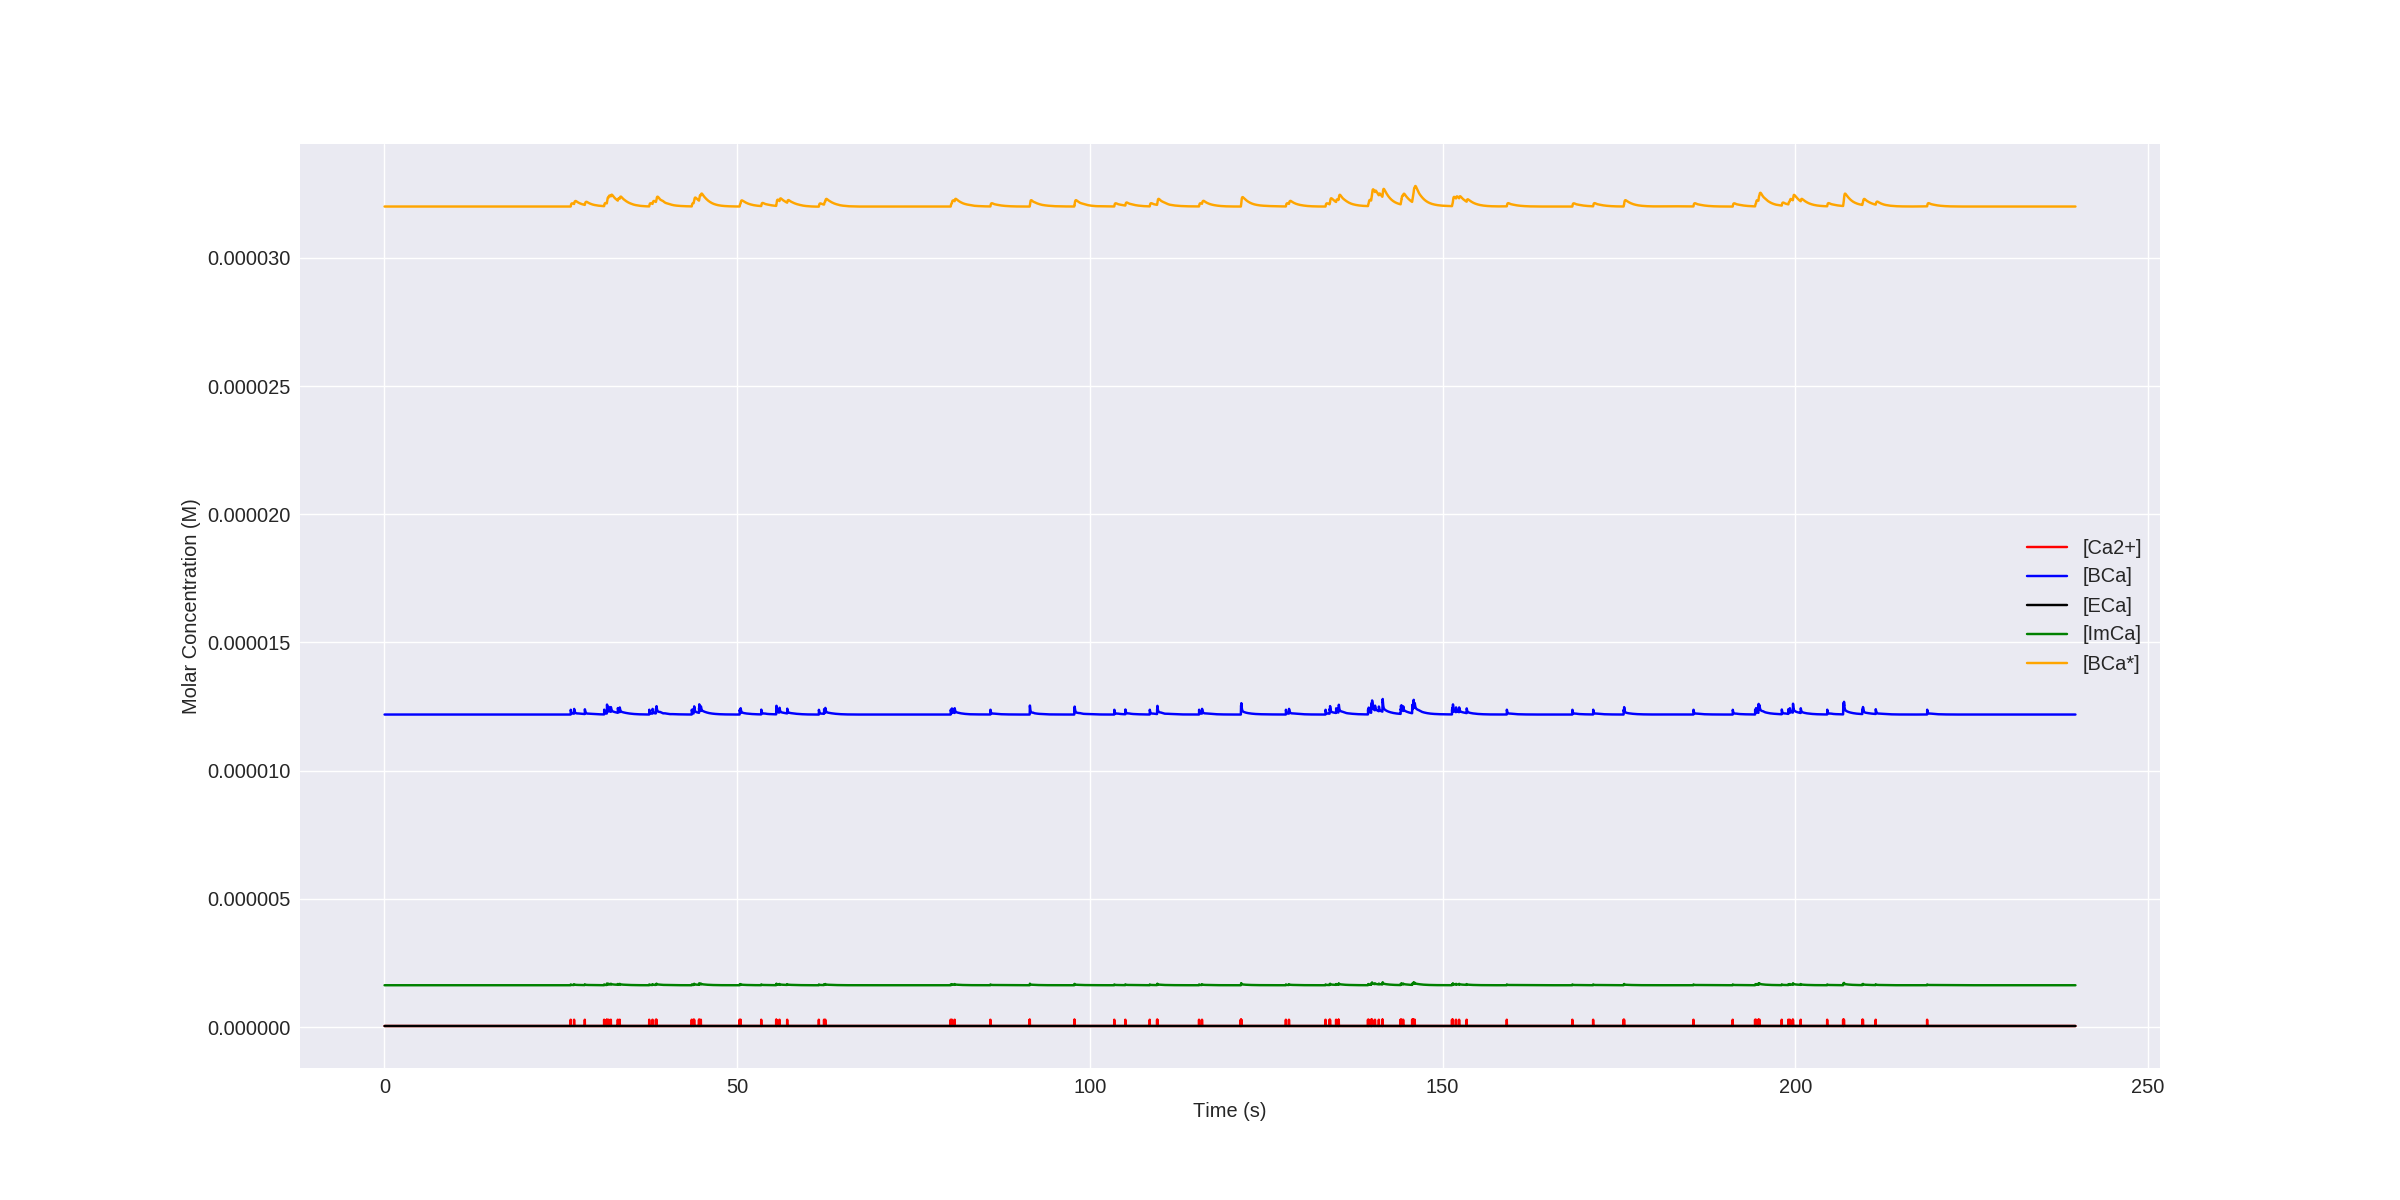 0.000030
0.000025
0.000020
0.000015
0.000010
0.000005
0.000000
Molar Concentration (M)
[Ca2+]
[BCa]
[ECa]
[ImCa]
[BCa*]
0 50 100 150 200 250
Time (s)